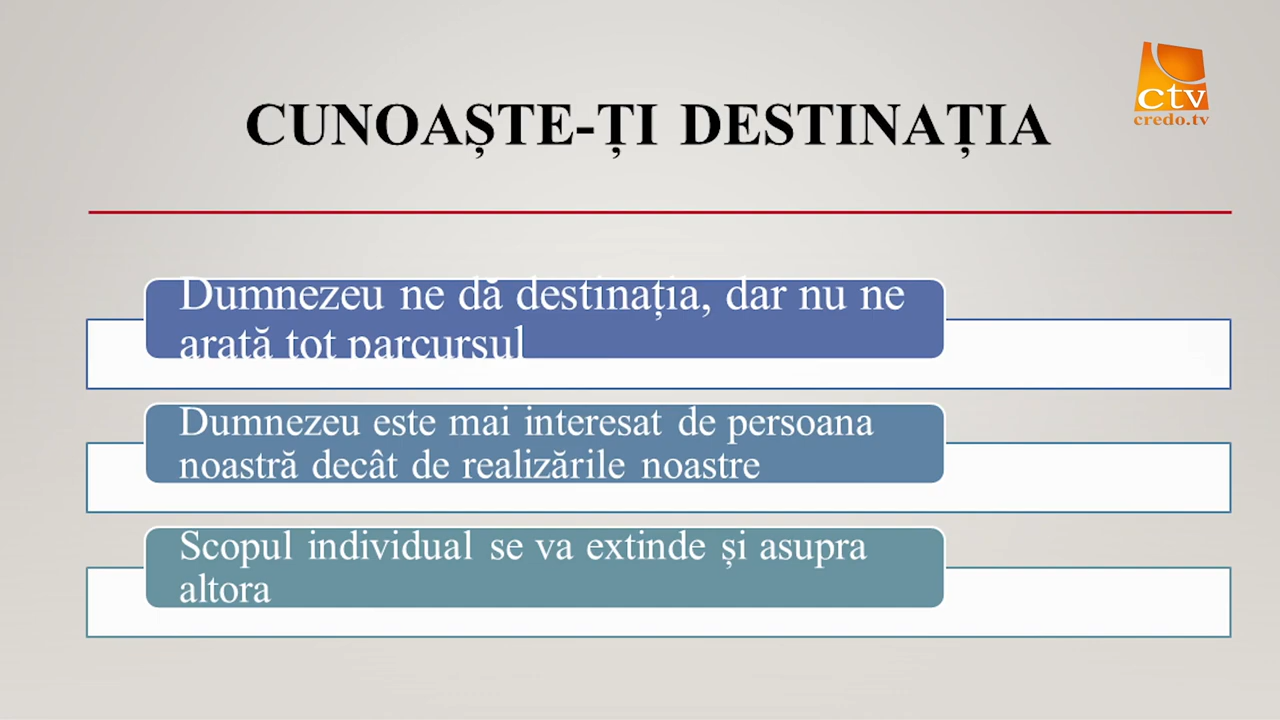 ctv
credo.tv
CUNOAȘTE-ȚI DESTINAȚIA
Dumnezeu ne dă destinația, dar nu ne
arată tot parcursul
Dumnezeu este mai interesat de persoana
noastră decât de realizările noastre
Scopul individual se va extinde și asupra
altora